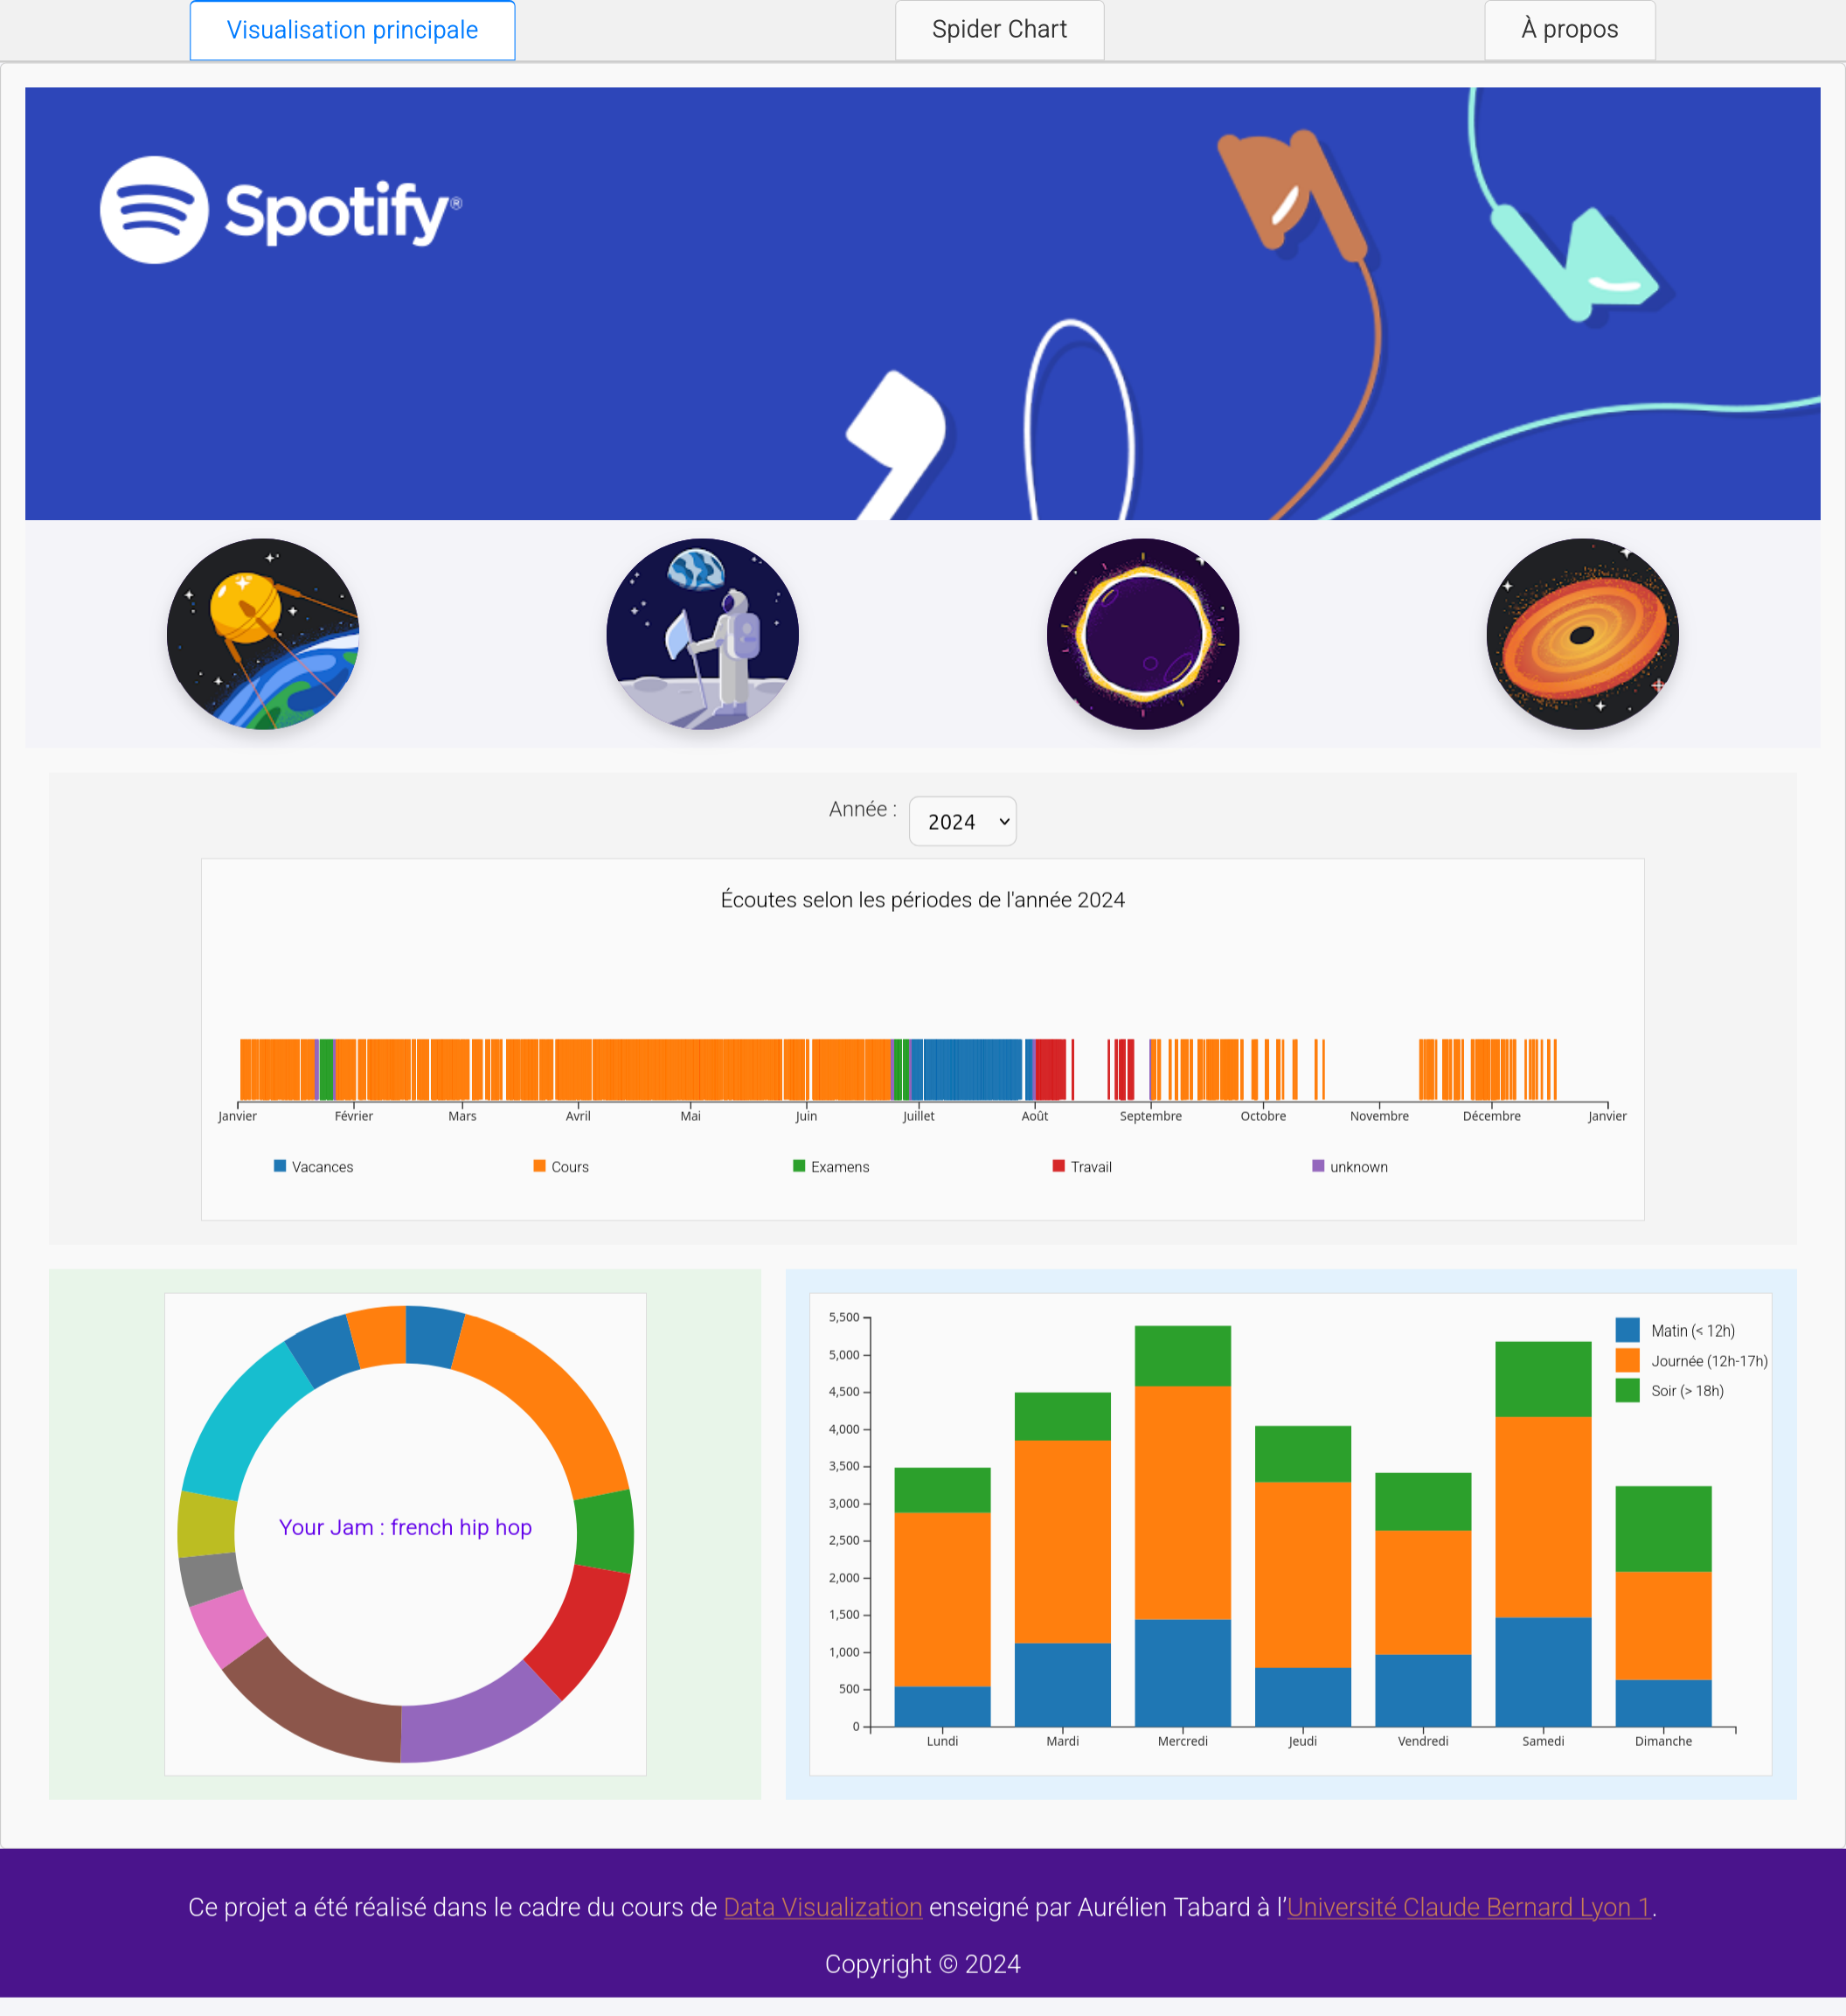 Visualisation principale
Spider Chart
À propos
Spotify®
Année :
2024
Écoutes selon les périodes de l'année 2024
Janvier Février Mars Avril Mai Juin Juillet Août Septembre Octobre Novembre Décembre Janvier
Vacances Cours Examens Travail unknown
Your Jam : french hip hop
5,500
5,000
4,500
4,000
3,500
3,000
2,500
2,000
1,500
1,000
500
0
Matin (< 12h)
Journée (12h-17h)
Soir (> 18h)
Lundi Mardi Mercredi Jeudi Vendredi Samedi Dimanche
Ce projet a été réalisé dans le cadre du cours de Data Visualization enseigné par Aurélien Tabard à l’Université Claude Bernard Lyon 1.
Copyright © 2024